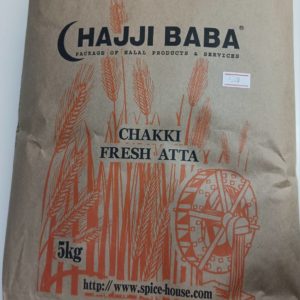 HAJJI BABA®
PACKAGE OF HALAL PRODUCTS & SERVICES
CHAKKI
FRESH ATTA
5kg
http://www.spice-house.com